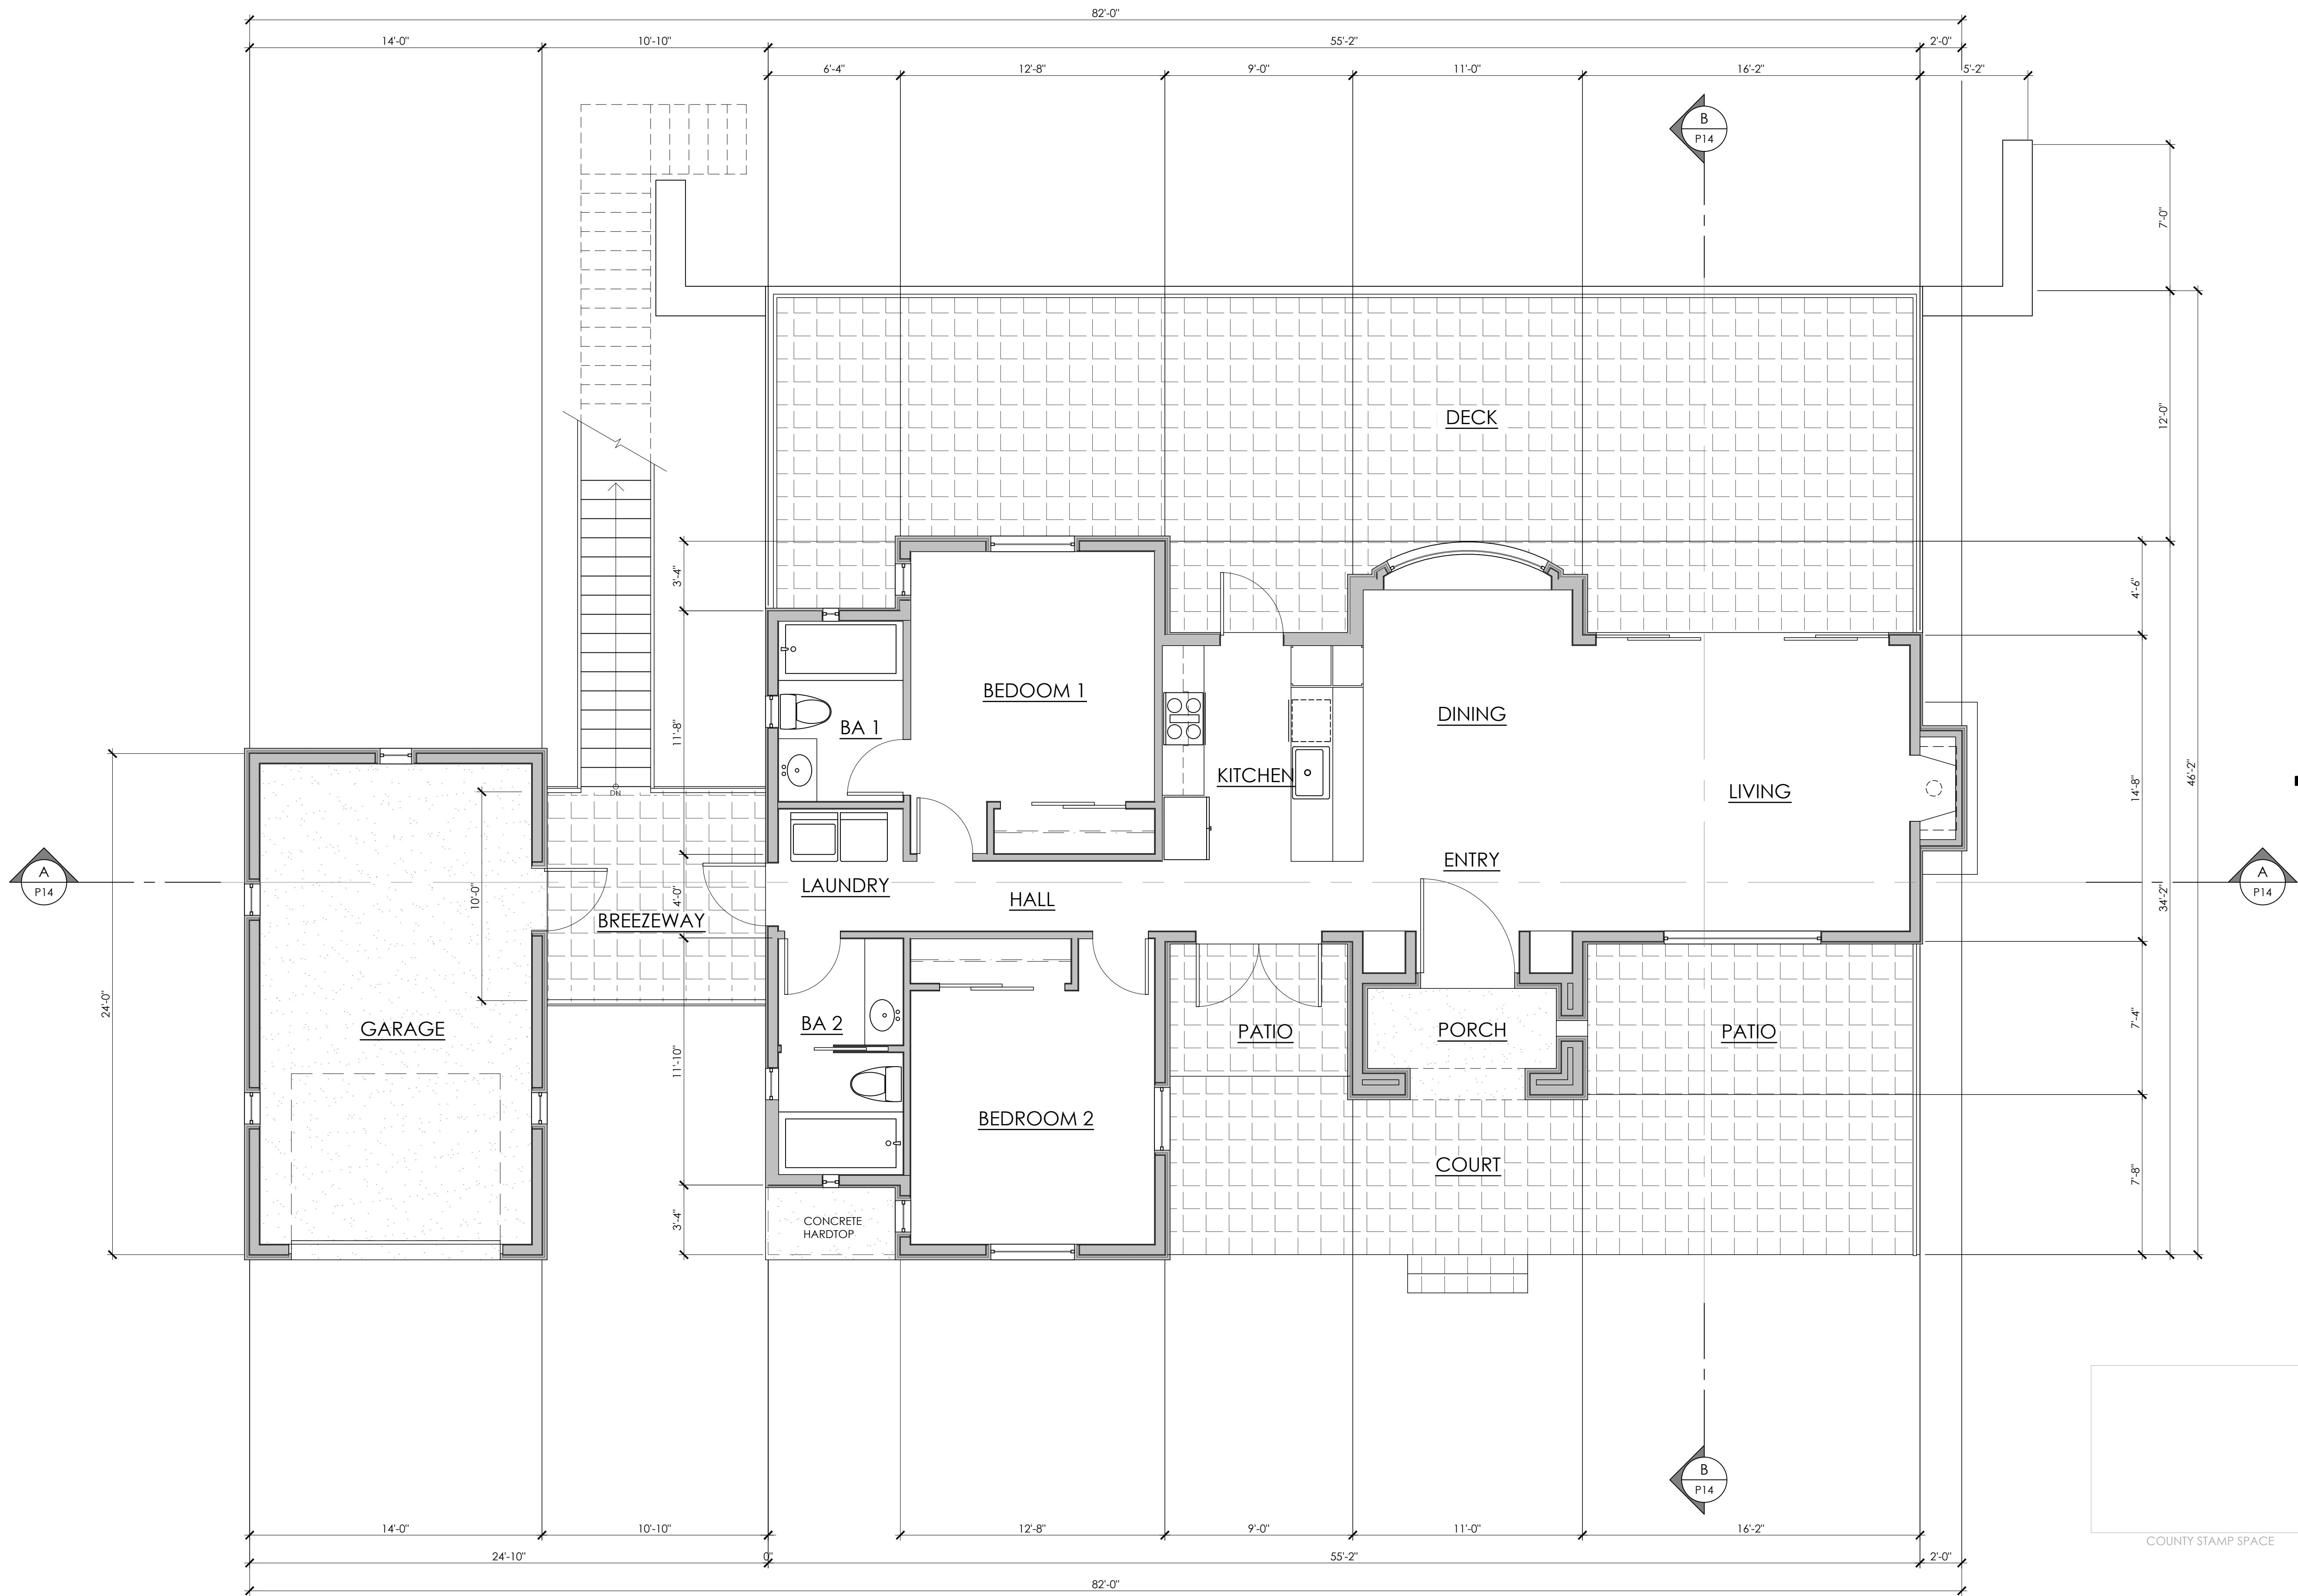 82'-0"
14'-0" 10'-10" 55'-2" 2'-0"
6'-4" 12'-8" 9'-0" 11'-0" 16'-2" 5'-2"
B
P14
7'-0"
DECK
12'-0"
3'-4"
4'-6"
BEDOOM 1
DINING
BA 1
11'-8"
KITCHEN
LIVING
14'-8"
46'-2"
DN
ENTRY
A
P14
LAUNDRY
HALL
A
P14
10'-0"
4'-0"
34'-2"
BREEZEWAY
24'-0"
GARAGE
BA 2
PATIO
PORCH
PATIO
7'-4"
11'-10"
BEDROOM 2
COURT
7'-8"
3'-4"
CONCRETE
HARDTOP
B
P14
14'-0" 10'-10" 12'-8" 9'-0" 11'-0" 16'-2"
COUNTY STAMP SPACE
24'-10" 0" 55'-2" 2'-0"
82'-0"